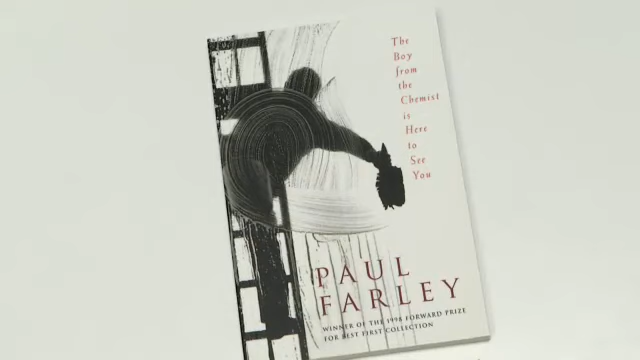 The
Boy
from
the
Chemist
is
Here
to
See
You
PAUL
FARLEY
WINNER OF THE 1998 FORWARD PRIZE
FOR BEST FIRST COLLECTION